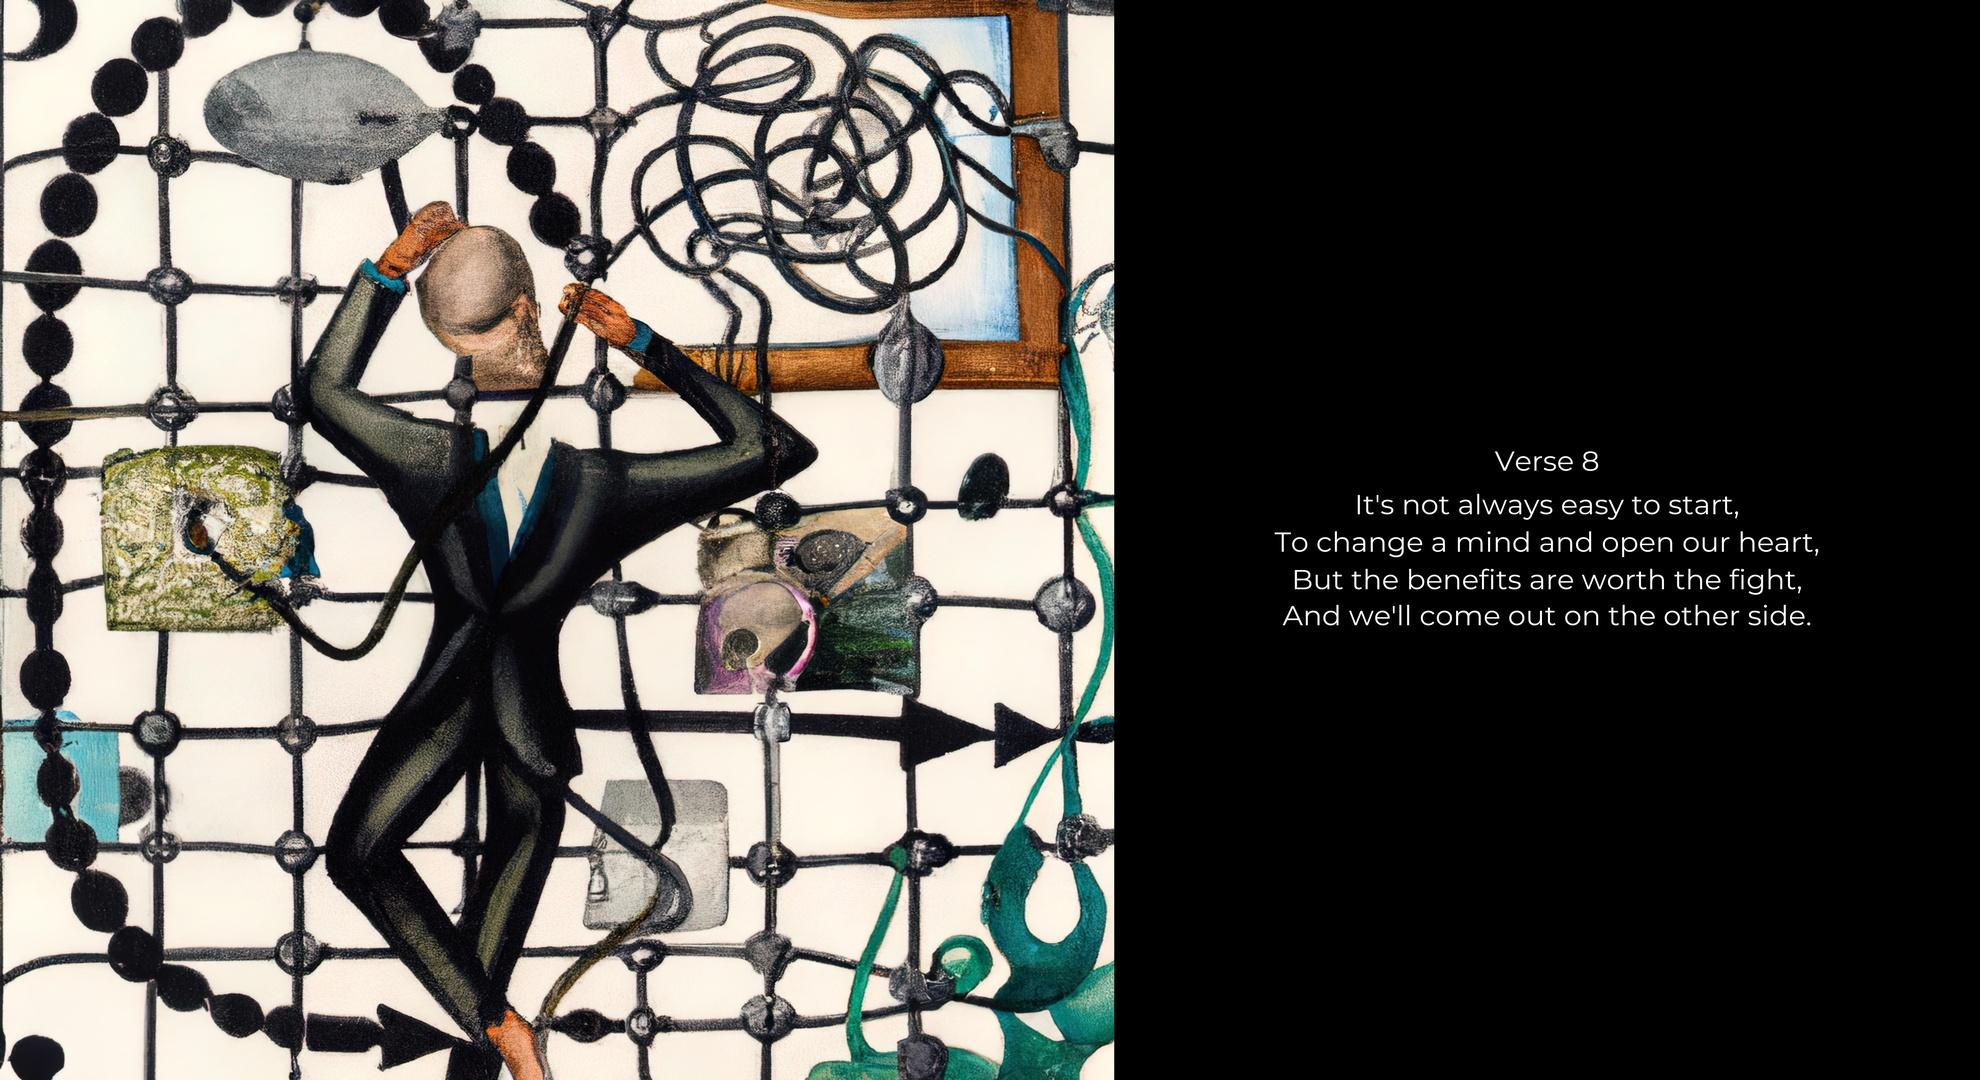 Verse 8
It's not always easy to start,
To change a mind and open our heart,
But the benefits are worth the fight,
And we'll come out on the other side.